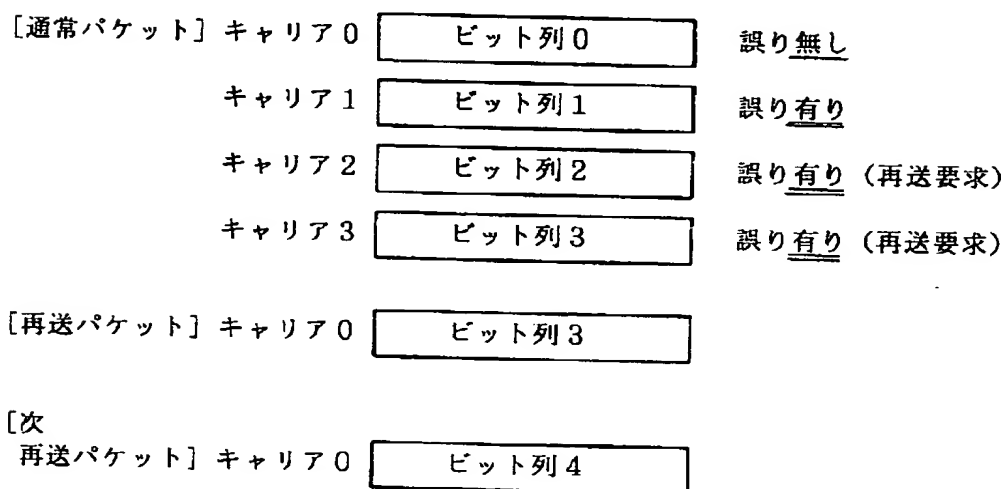 [通常パケット] キャリア0 ビット列0 誤り無し
キャリア1 ビット列1 誤り有り
キャリア2 ビット列2 誤り有り (再送要求)
キャリア3 ビット列3 誤り有り (再送要求)
[再送パケット] キャリア0 ビット列3
[次
再送パケット] キャリア0 ビット列4